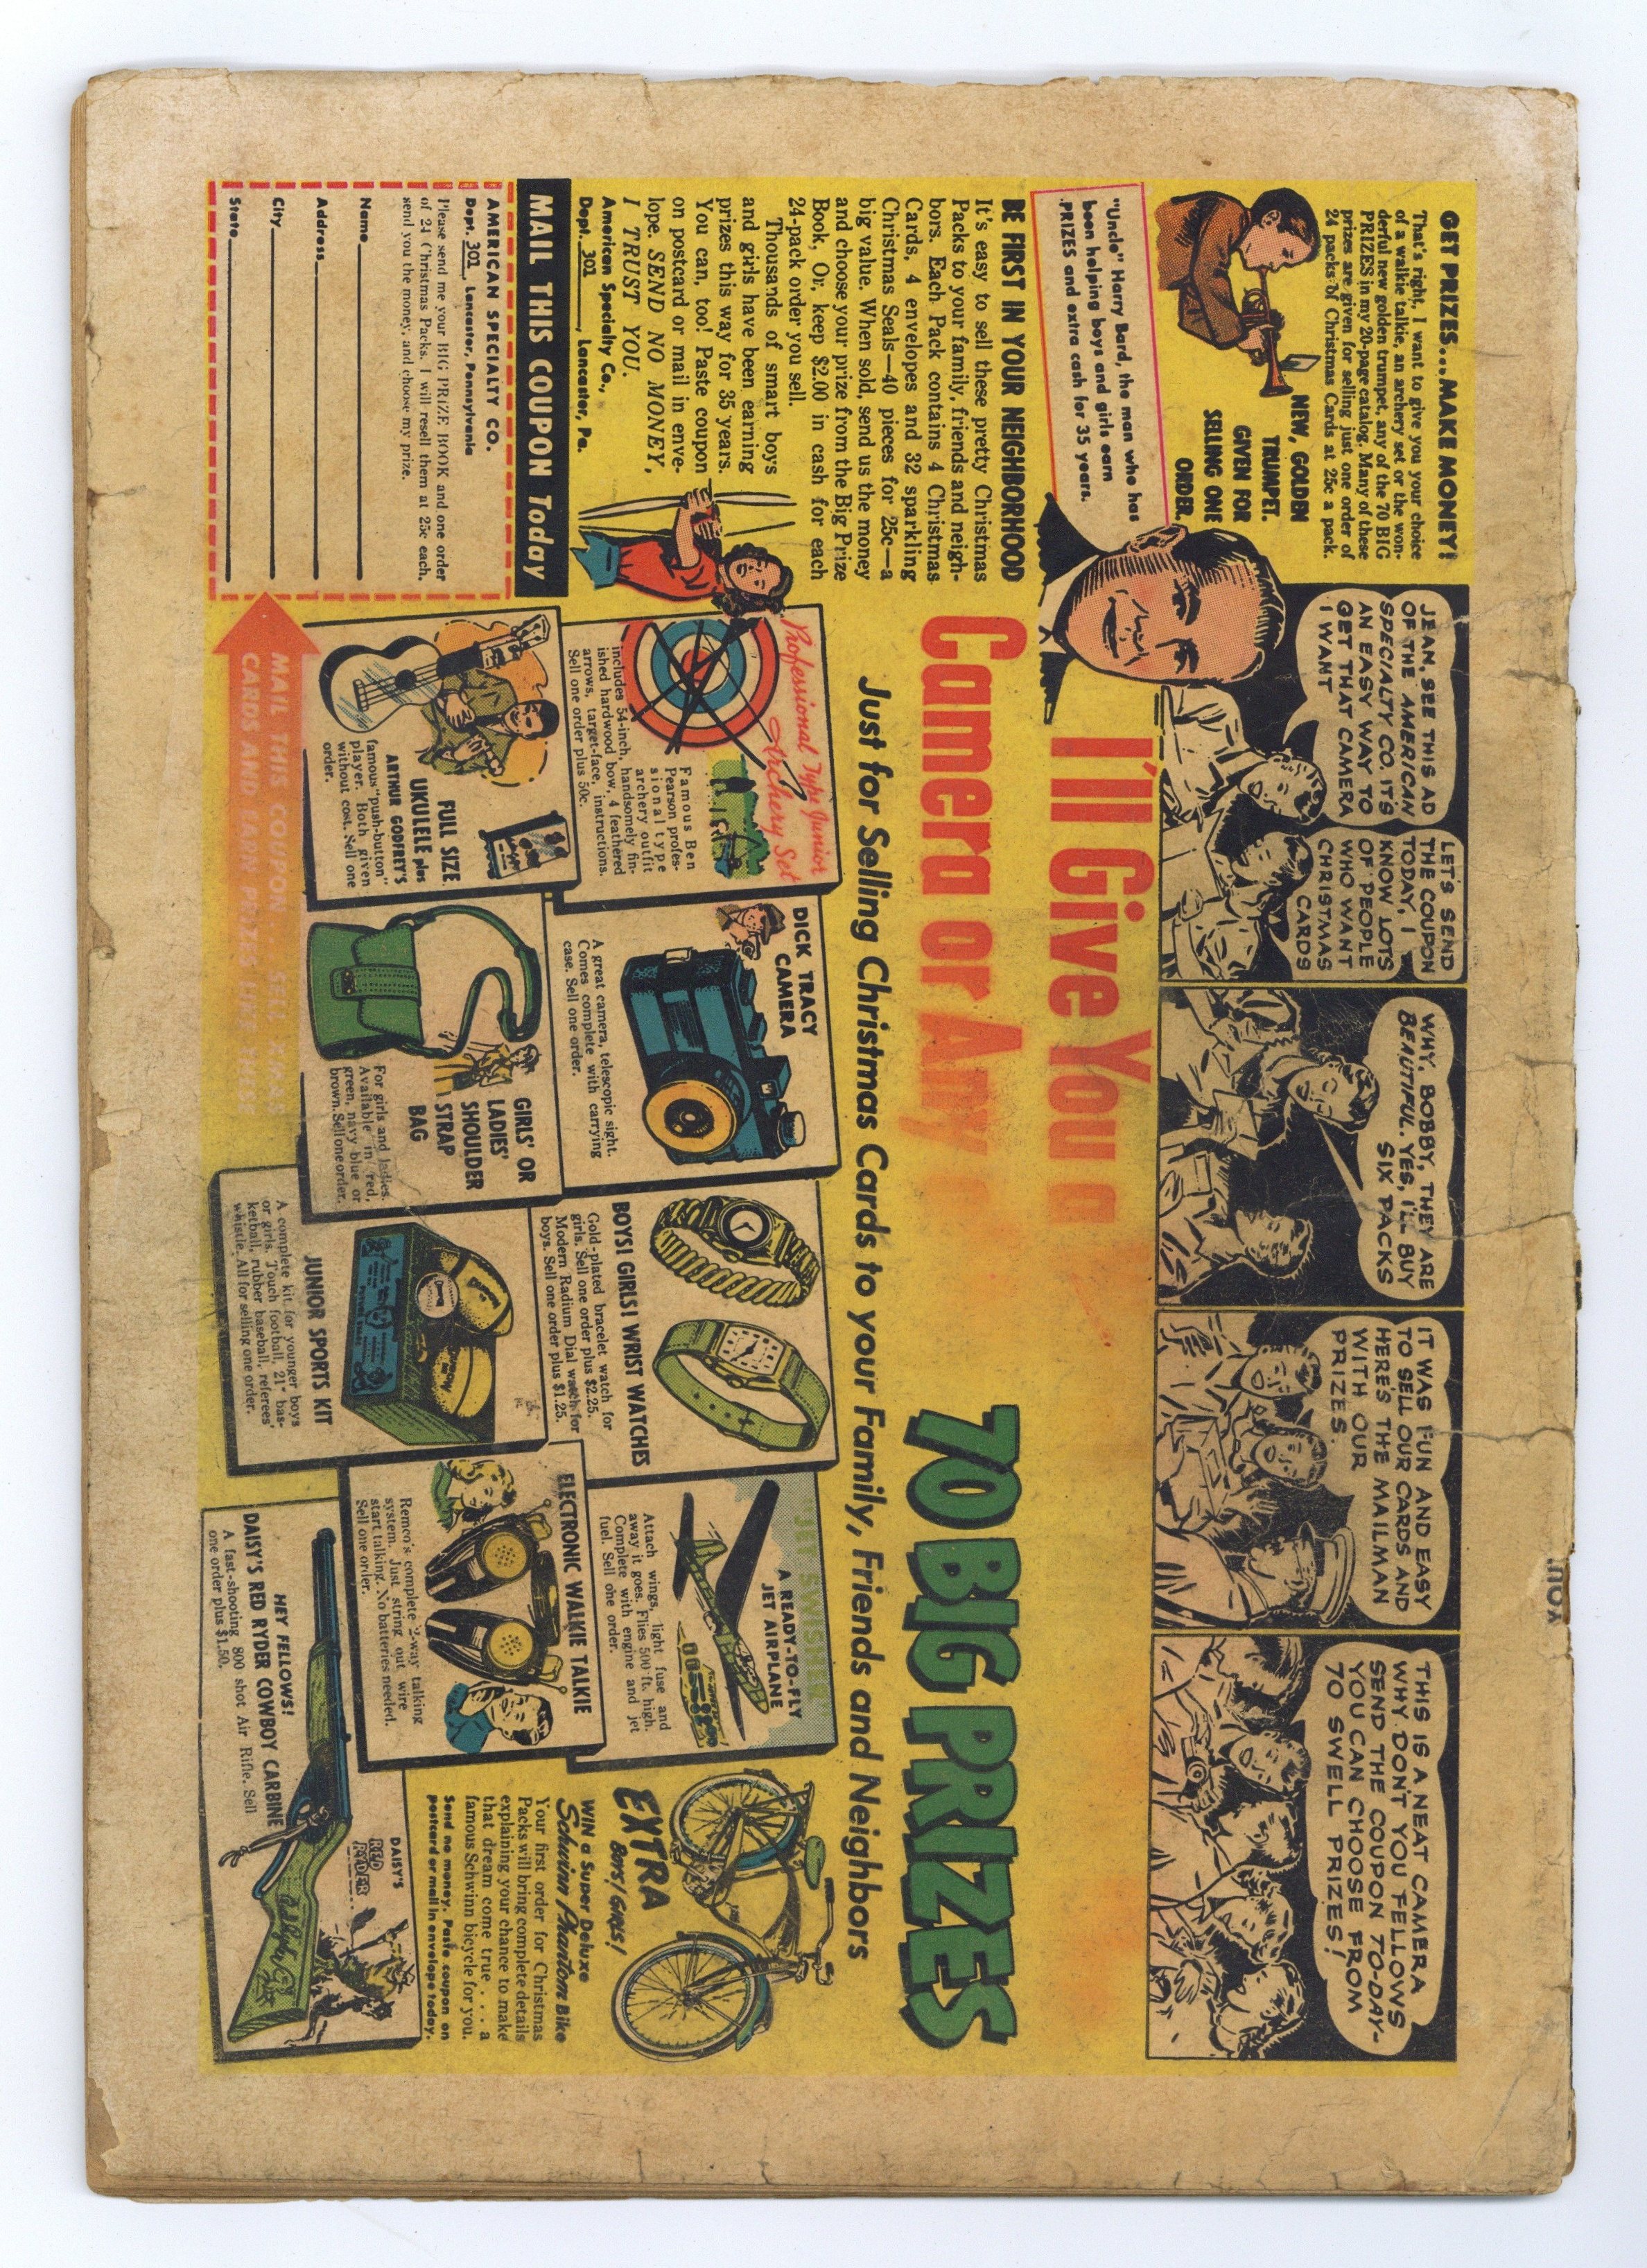 JEAN, SEE THIS AD
OF THE AMERICAN
SPECIALTY CO. IT'S
AN EASY WAY TO
GET THAT CAMERA
I WANT
LET'S SEND
THE COUPON
TODAY, I
KNOW LOTS
OF PEOPLE
WHO WANT
CHRISTMAS
CARDS
WHY, BOBBY, THEY ARE
BEAUTIFUL. YES, I'LL BUY
SIX PACKS
IT WAS FUN AND EASY
TO SELL OUR CARDS AND
HERE'S THE MAILMAN
WITH OUR
PRIZES.
THIS IS A NEAT CAMERA
WHY DON'T YOU FELLOWS
SEND THE COUPON TO-DAY-
YOU CAN CHOOSE FROM
70 SWELL PRIZES!
GET PRIZES..MAKE MONEY!
That's right, I want to give you your choice
of a walkie talkie, an archery set or the won-
derful new golden trumpet, any of the 70 BIG
PRIZES in my 20-page catalog. Many of these
prizes are given for selling just one order of
24 packs of Christmas Cards at 25c a pack.
NEW, GOLDEN
TRUMPET.
GIVEN FOR
SELLING ONE
ORDER.
"Uncle" Harry Bard, the man who has
been helping boys and girls earn
PRIZES and extra cash for 35 years.
BE FIRST IN YOUR NEIGHBORHOOD
It's easy to sell these pretty Christmas
Packs to your family, friends and neigh-
bors. Each Pack contains 4 Christmas
Cards, 4 envelopes and 32 sparkling
Christmas Seals—40 pieces for 25c—a
big value. When sold, send us the money
and choose your prize from the Big Prize
Book, Or, keep $2.00 in cash for each
24-pack order you sell.
Thousands of smart boys
and girls have been earning
prizes this way for 35 years.
You can, too! Paste coupon
on postcard or mail in enve-
lope. SEND NO MONEY,
I TRUST YOU.
American Specialty Co.,
Dept. 301, Lancaster, Pa.
MAIL THIS COUPON Today
AMERICAN SPECIALTY CO.
Dept. 301, Lancaster, Pennsylvania
Please send me your BIG PRIZE BOOK and one order
of 24 Christmas Packs. I will resell them at 25c each,
send you the money, and choose my prize.
Name
Address
City
State
I'll Give You a
Camera or Any
70 BIG PRIZES
Just for Selling Christmas Cards to your Family, Friends and Neighbors
Professional Type Junior
Archery Set
Famous Ben
Pearson profes-
sional type
archery outfit
includes 54-inch, handsomely fin-
ished hardwood bow, 4 feathered
arrows, target-face, instructions.
Sell one order plus 50c.
DICK TRACY
CAMERA
A great camera, telescopic sight.
Comes complete with carrying
case. Sell one order.
BOYS! GIRLS! WRIST WATCHES
Gold-plated bracelet watch for
girls. Sell one order plus $2.25.
Modern Radium Dial watch for
boys. Sell one order plus $1.25.
JET SWISHER
A READY-TO-FLY
JET AIRPLANE
Attach wings, light fuse and
away it goes. Flies 500 ft. high.
Complete with engine and jet
fuel. Sell one order.
EXTRA
BOYS! GIRLS!
WIN a Super Deluxe
Schwinn Phantom Bike
Your first order for Christmas
Packs will bring complete details
explaining your chance to make
that dream come true . . . a
famous Schwinn bicycle for you.
Send no money. Paste coupon on
postcard or mail in envelope today.
FULL SIZE
UKULELE plus
ARTHUR GODFREY'S
famous "push-button"
player. Both given
without cost. Sell one
order.
GIRLS' OR
LADIES'
SHOULDER
STRAP
BAG
For girls and ladies.
Available in red,
green, navy blue or
brown. Sell one order.
JUNIOR SPORTS KIT
A complete kit for younger boys
or girls. Touch football, 21" bas-
ketball, rubber baseball, referees'
whistle. All for selling one order.
ELECTRONIC WALKIE TALKIE
Remco's complete 2-way talking
system. Just string out wire
start talking. No batteries needed.
Sell one order.
HEY FELLOWS!
DAISY'S RED RYDER COWBOY CARBINE
A fast-shooting 800 shot Air Rifle. Sell
one order plus $1.50.
DAISY'S
RED
RYDER
MAIL THIS COUPON... SELL XMAS
CARDS AND EARN PRIZES LIKE THESE